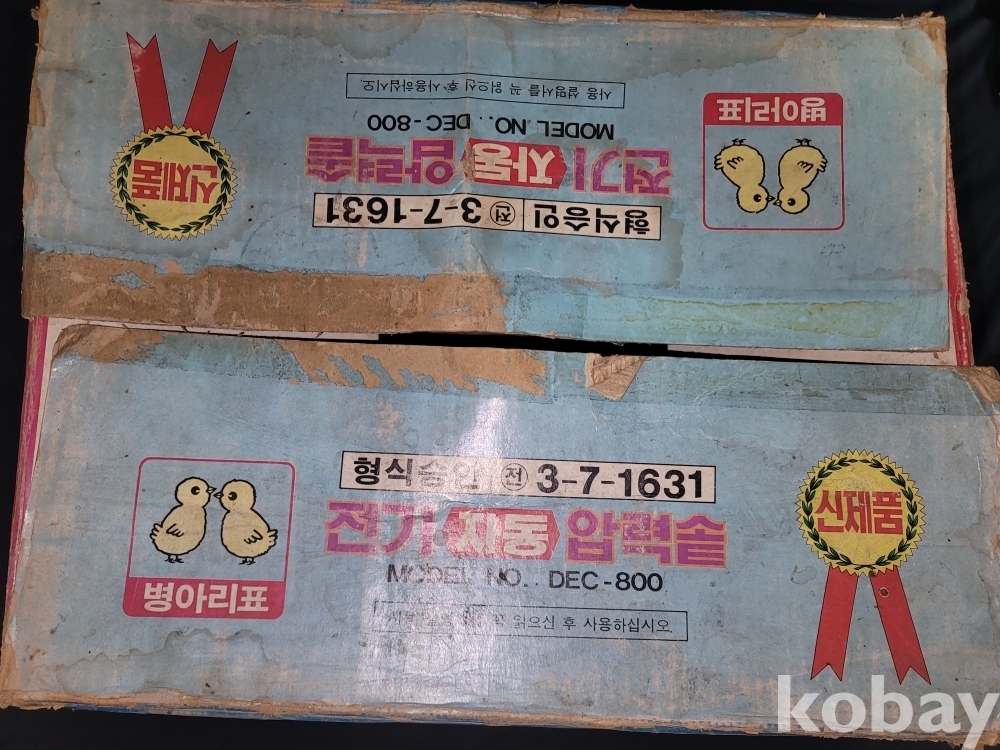 사용 설명서를 꼭 읽으신 후 사용하십시오.
MODEL NO.. DEC-800
전기 자동 압력솥
형식승인 전 3-7-1631
병아리표
신제품
형식승인 전 3-7-1631
전기 자동 압력솥
MODEL NO.. DEC-800
꼭 읽으신 후 사용하십시오
병아리표
신제품
kobay